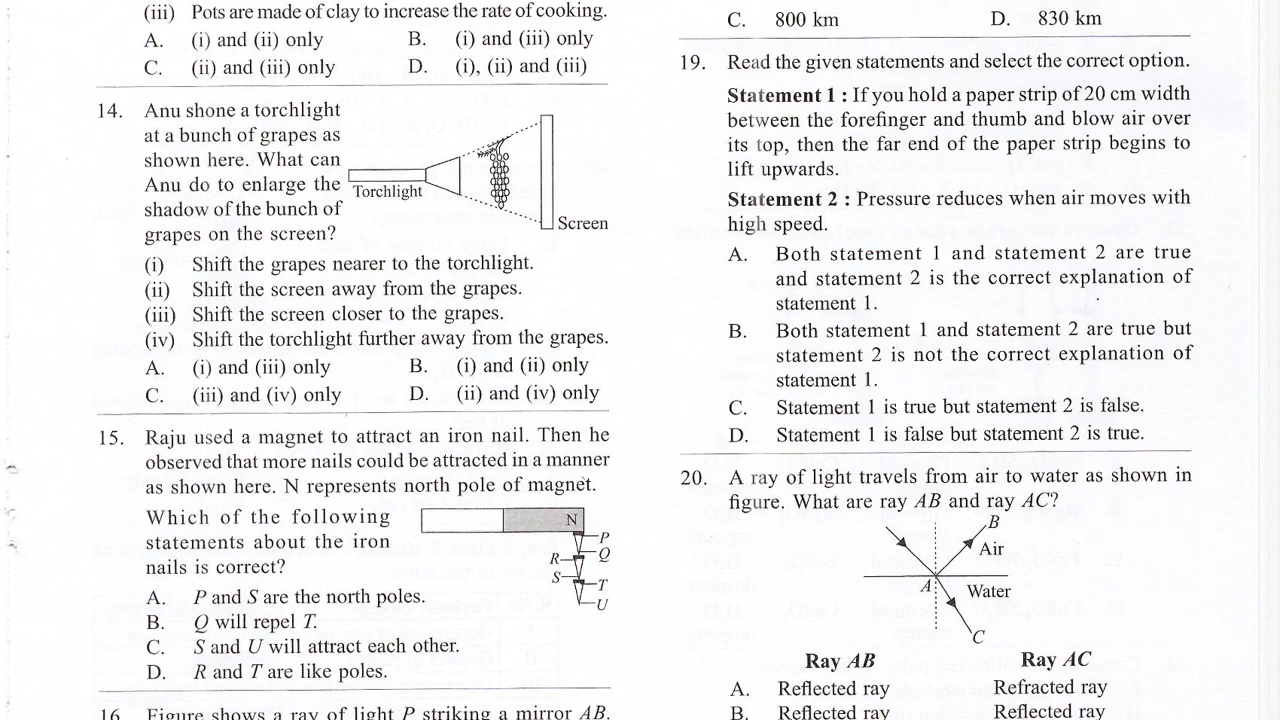 (iii) Pots are made of clay to increase the rate of cooking.
A. (i) and (ii) only B. (i) and (iii) only
C. (ii) and (iii) only D. (i), (ii) and (iii)
14. Anu shone a torchlight
at a bunch of grapes as
shown here. What can
Anu do to enlarge the
shadow of the bunch of
grapes on the screen?
Torchlight
Screen
(i) Shift the grapes nearer to the torchlight.
(ii) Shift the screen away from the grapes.
(iii) Shift the screen closer to the grapes.
(iv) Shift the torchlight further away from the grapes.
A. (i) and (iii) only B. (i) and (ii) only
C. (iii) and (iv) only D. (ii) and (iv) only
15. Raju used a magnet to attract an iron nail. Then he
observed that more nails could be attracted in a manner
as shown here. N represents north pole of magnet.
Which of the following
statements about the iron
nails is correct?
N
P
Q
R
S
T
U
A. P and S are the north poles.
B. Q will repel T.
C. S and U will attract each other.
D. R and T are like poles.
16. Figure shows a ray of light P striking a mirror AB.
C. 800 km D. 830 km
19. Read the given statements and select the correct option.
Statement 1 : If you hold a paper strip of 20 cm width
between the forefinger and thumb and blow air over
its top, then the far end of the paper strip begins to
lift upwards.
Statement 2 : Pressure reduces when air moves with
high speed.
A. Both statement 1 and statement 2 are true
and statement 2 is the correct explanation of
statement 1.
B. Both statement 1 and statement 2 are true but
statement 2 is not the correct explanation of
statement 1.
C. Statement 1 is true but statement 2 is false.
D. Statement 1 is false but statement 2 is true.
20. A ray of light travels from air to water as shown in
figure. What are ray AB and ray AC?
B
Air
A
Water
C
Ray AB Ray AC
A. Reflected ray Refracted ray
B. Reflected ray Reflected ray